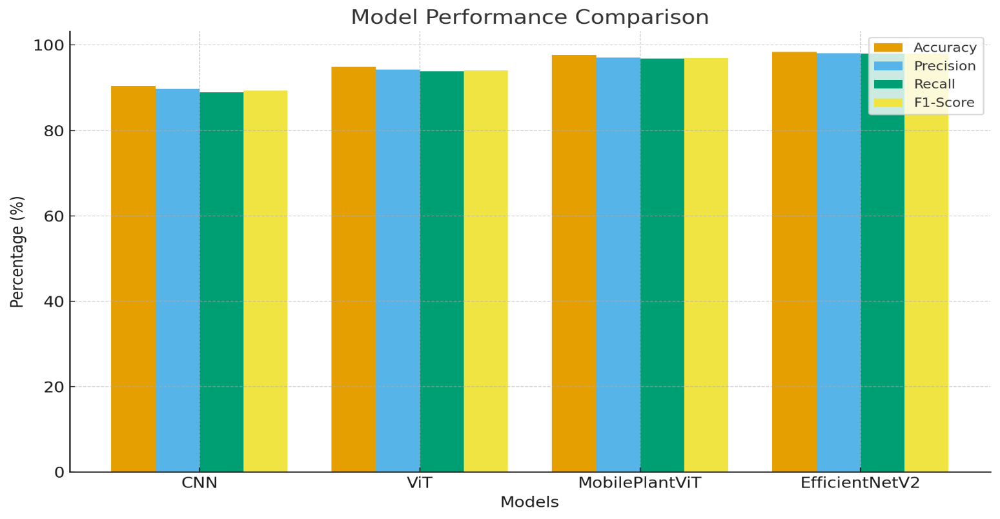 Model Performance Comparison
Percentage (%)
100
80
60
40
20
0
Accuracy
Precision
Recall
F1-Score
CNN
ViT
MobilePlantViT
EfficientNetV2
Models